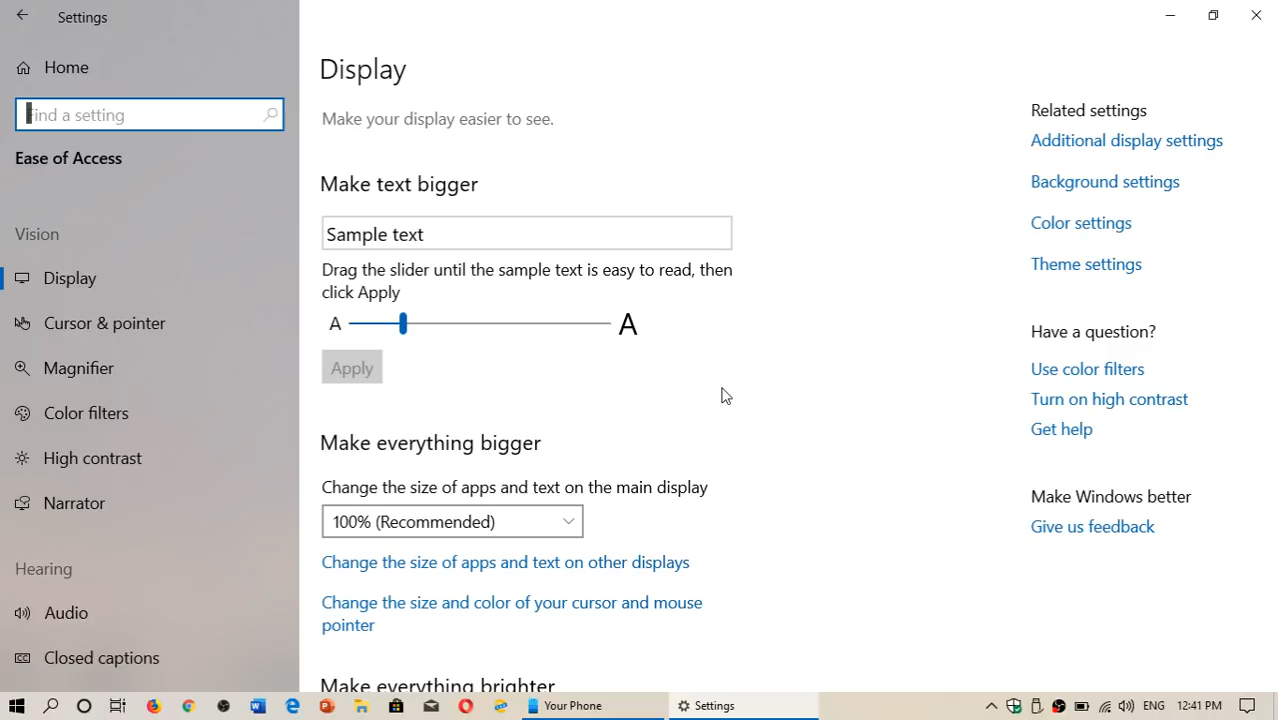 Settings
Home
Find a setting
Ease of Access
Vision
Display
Cursor & pointer
Magnifier
Color filters
High contrast
Narrator
Hearing
Audio
Closed captions
Display
Make your display easier to see.
Make text bigger
Sample text
Drag the slider until the sample text is easy to read, then
click Apply
A A
Apply
Make everything bigger
Change the size of apps and text on the main display
100% (Recommended)
Change the size of apps and text on other displays
Change the size and color of your cursor and mouse
pointer
Make everything brighter
Related settings
Additional display settings
Background settings
Color settings
Theme settings
Have a question?
Use color filters
Turn on high contrast
Get help
Make Windows better
Give us feedback
Your Phone
Settings
ENG
12:41 PM